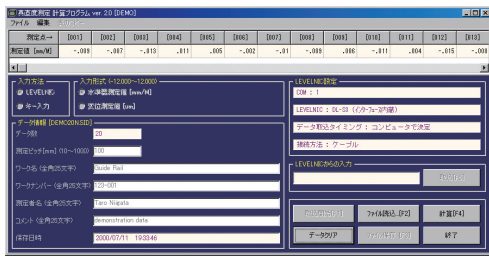 真直度測定 計算プログラム ver. 2.0 [DEMO]
ファイル 編集
測定点→ [001] [002] [003] [004] [005] [006] [007] [008] [009] [010] [011] [012] [013]
測定値 [mm/M] -.009 -.007 -.013 -.011 .005 -.002 -.01 -.009 .006 -.011 .004 -.015 -.008
入力方法
LEVELNIC
キー入力
入力形式 (-12000～12000)
水準器測定値 [mm/M]
変位測定値 [um]
データ情報 [DEMO20N.SID]
データ数 20
測定ピッチ[mm] (10～1000) 100
ワーク名 (全角25文字) Guide Rail
ワークナンバー (全角25文字) 123-001
測定者名 (全角25文字) Taro Niigata
コメント (全角25文字) demonstration data
保存日時 2000/07/11 19:33:46
LEVELNIC設定
COM : 1
LEVELNIC : DL-S3 (インターフェース内蔵)
データ取込タイミング : コンピュータで決定
接続方法 : ケーブル
LEVELNICからの入力
ファイル読込..[F2] 計算[F4]
データクリア 終了